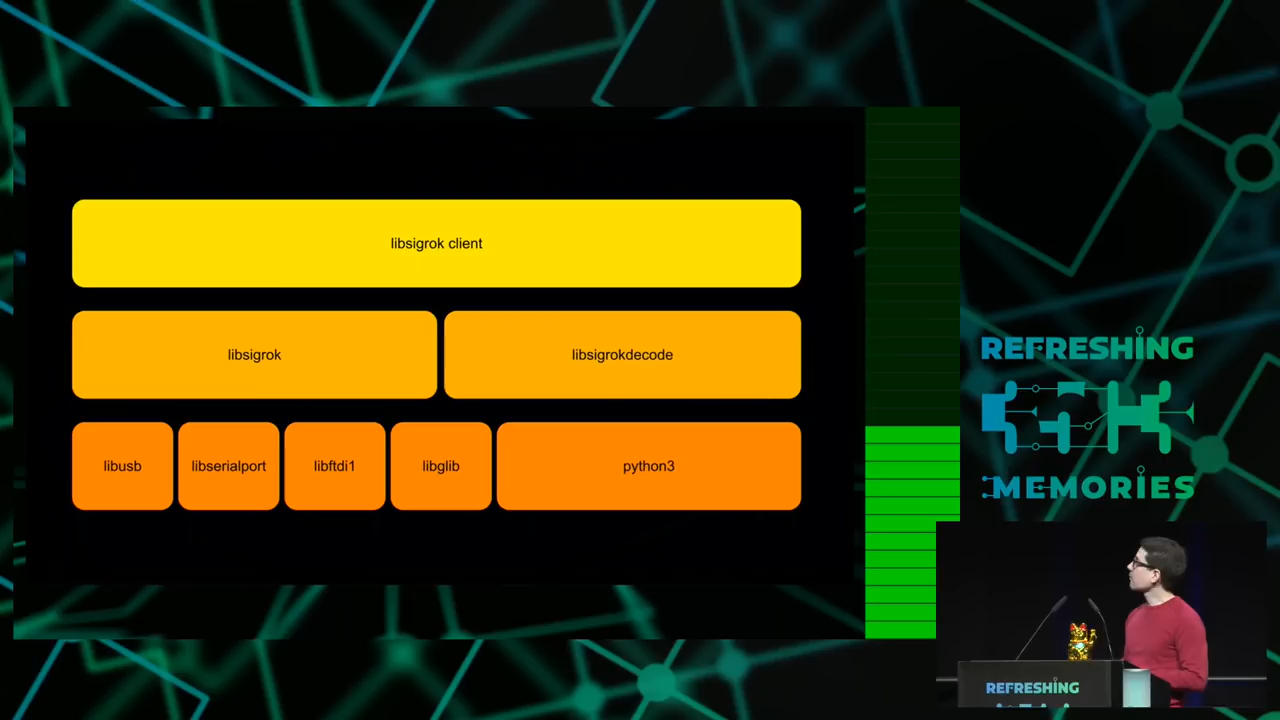 libsigrok client
libsigrok
libsigrokdecode
libusb
libserialport
libftdi1
libglib
python3
REFRESHING
MEMORIES
REFRESHING